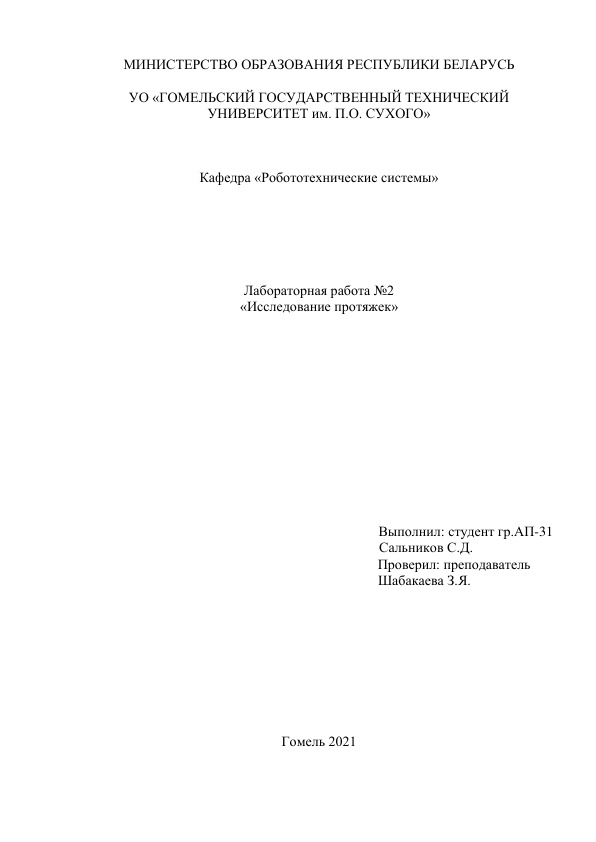 МИНИСТЕРСТВО ОБРАЗОВАНИЯ РЕСПУБЛИКИ БЕЛАРУСЬ
УО «ГОМЕЛЬСКИЙ ГОСУДАРСТВЕННЫЙ ТЕХНИЧЕСКИЙ
УНИВЕРСИТЕТ им. П.О. СУХОГО»
Кафедра «Робототехнические системы»
Лабораторная работа №2
«Исследование протяжек»
Выполнил: студент гр.АП-31
Сальников С.Д.
Проверил: преподаватель
Шабакаева З.Я.
Гомель 2021